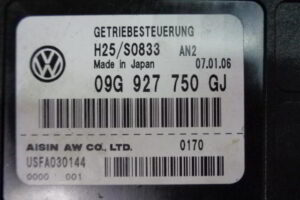 GETRIEBESTEUERUNG
H25/S0833 AN2
Made in Japan 07.01.06
09G 927 750 GJ
AISIN AW CO., LTD. 0170
USFA030144
0000 001